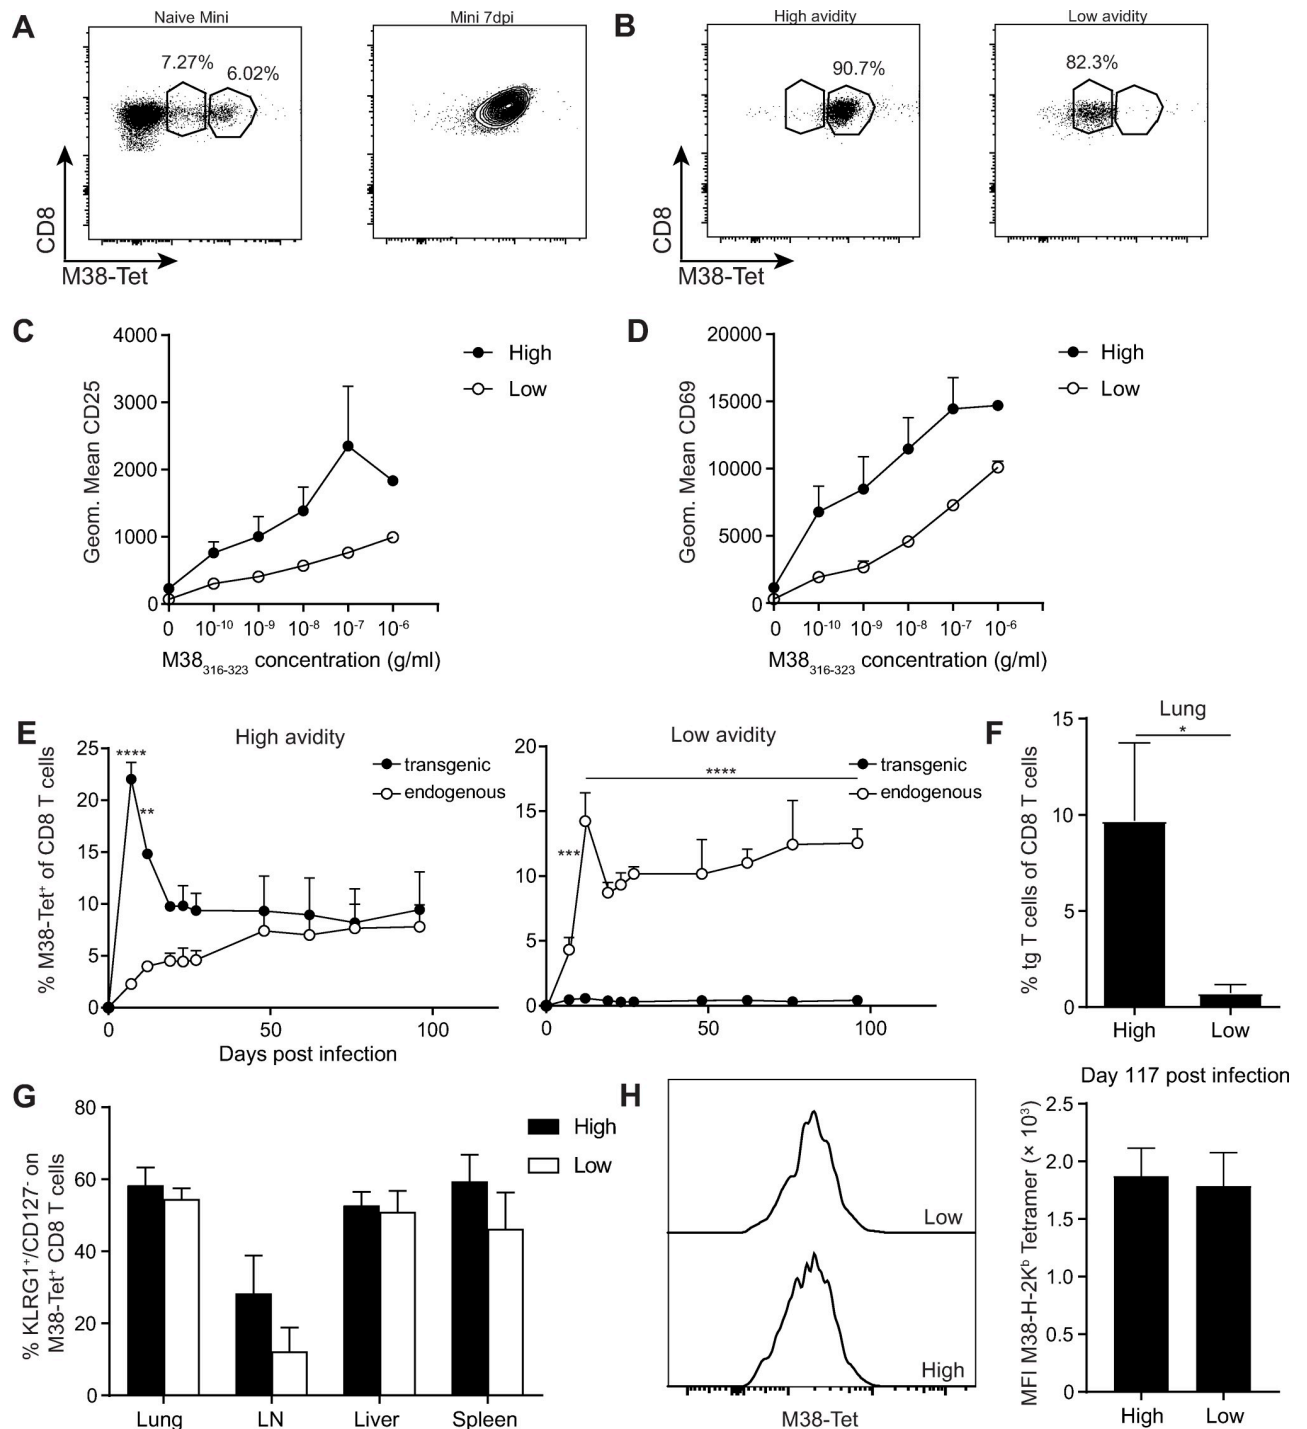 A
Naive Mini
7.27%
6.02%
Mini 7dpi
CD8
M38-Tet
B
High avidity
90.7%
Low avidity
82.3%
CD8
M38-Tet
C
4000
3000
2000
1000
0
Geom. Mean CD25
High
Low
0 10⁻¹⁰ 10⁻⁹ 10⁻⁸ 10⁻⁷ 10⁻⁶
M38₃₁₆₋₃₂₃ concentration (g/ml)
D
20000
15000
10000
5000
0
Geom. Mean CD69
High
Low
0 10⁻¹⁰ 10⁻⁹ 10⁻⁸ 10⁻⁷ 10⁻⁶
M38₃₁₆₋₃₂₃ concentration (g/ml)
E
High avidity
% M38-Tet⁺ of CD8 T cells
25
20
15
10
5
0
****
**
transgenic
endogenous
0 50 100
Days post infection
Low avidity
20
15
10
5
0
***
****
transgenic
endogenous
0 50 100
F
Lung
*
% tg T cells of CD8 T cells
15
10
5
0
High Low
Day 117 post infection
G
% KLRG1⁺/CD127⁻ on
M38-Tet⁺ CD8 T cells
80
60
40
20
0
High
Low
Lung LN Liver Spleen
H
Low
High
M38-Tet
MFI M38-H-2Kᵇ Tetramer (× 10³)
2.5
2.0
1.5
1.0
0.5
0
High Low